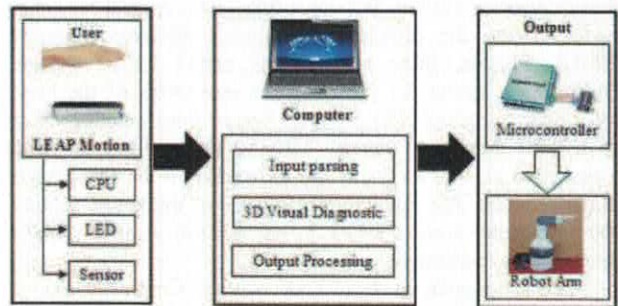 User
LEAP Motion
CPU
LED
Sensor
Computer
Input parsing
3D Visual Diagnostic
Output Processing
Output
Microcontroller
Robot Arm